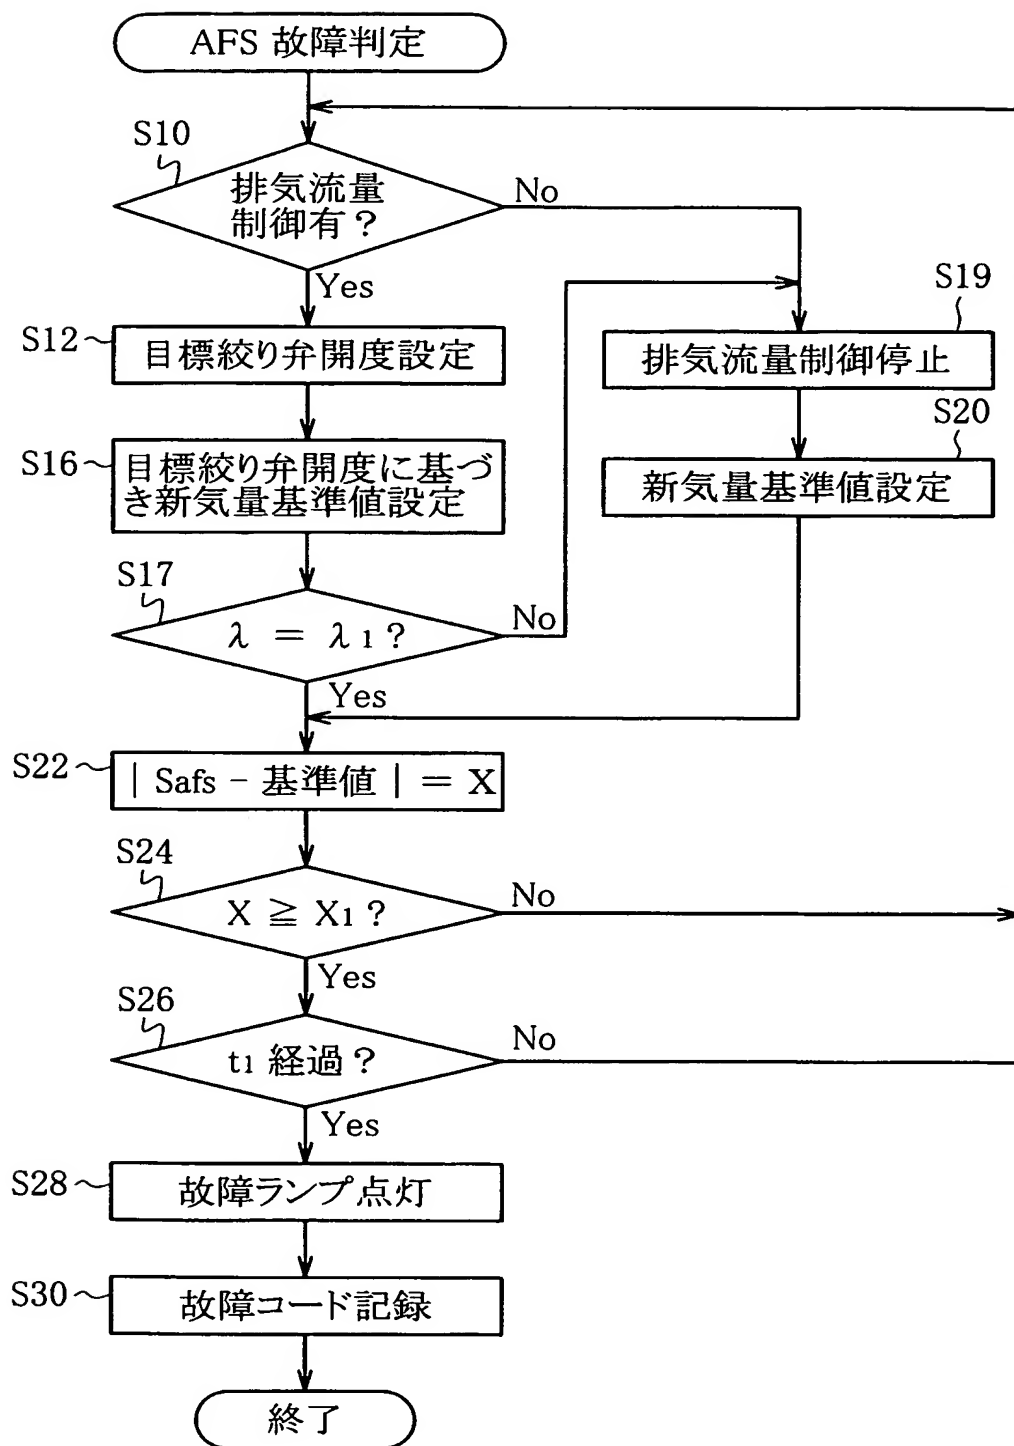 AFS 故障判定
S10
排気流量
制御有？
No
Yes
S12
目標絞り弁開度設定
S19
排気流量制御停止
S16
目標絞り弁開度に基づ
き新気量基準値設定
S20
新気量基準値設定
S17
λ = λ1？
No
Yes
S22
| Safs - 基準値 | = X
S24
X ≧ X1？
No
Yes
S26
t1 経過？
No
Yes
S28
故障ランプ点灯
S30
故障コード記録
終了